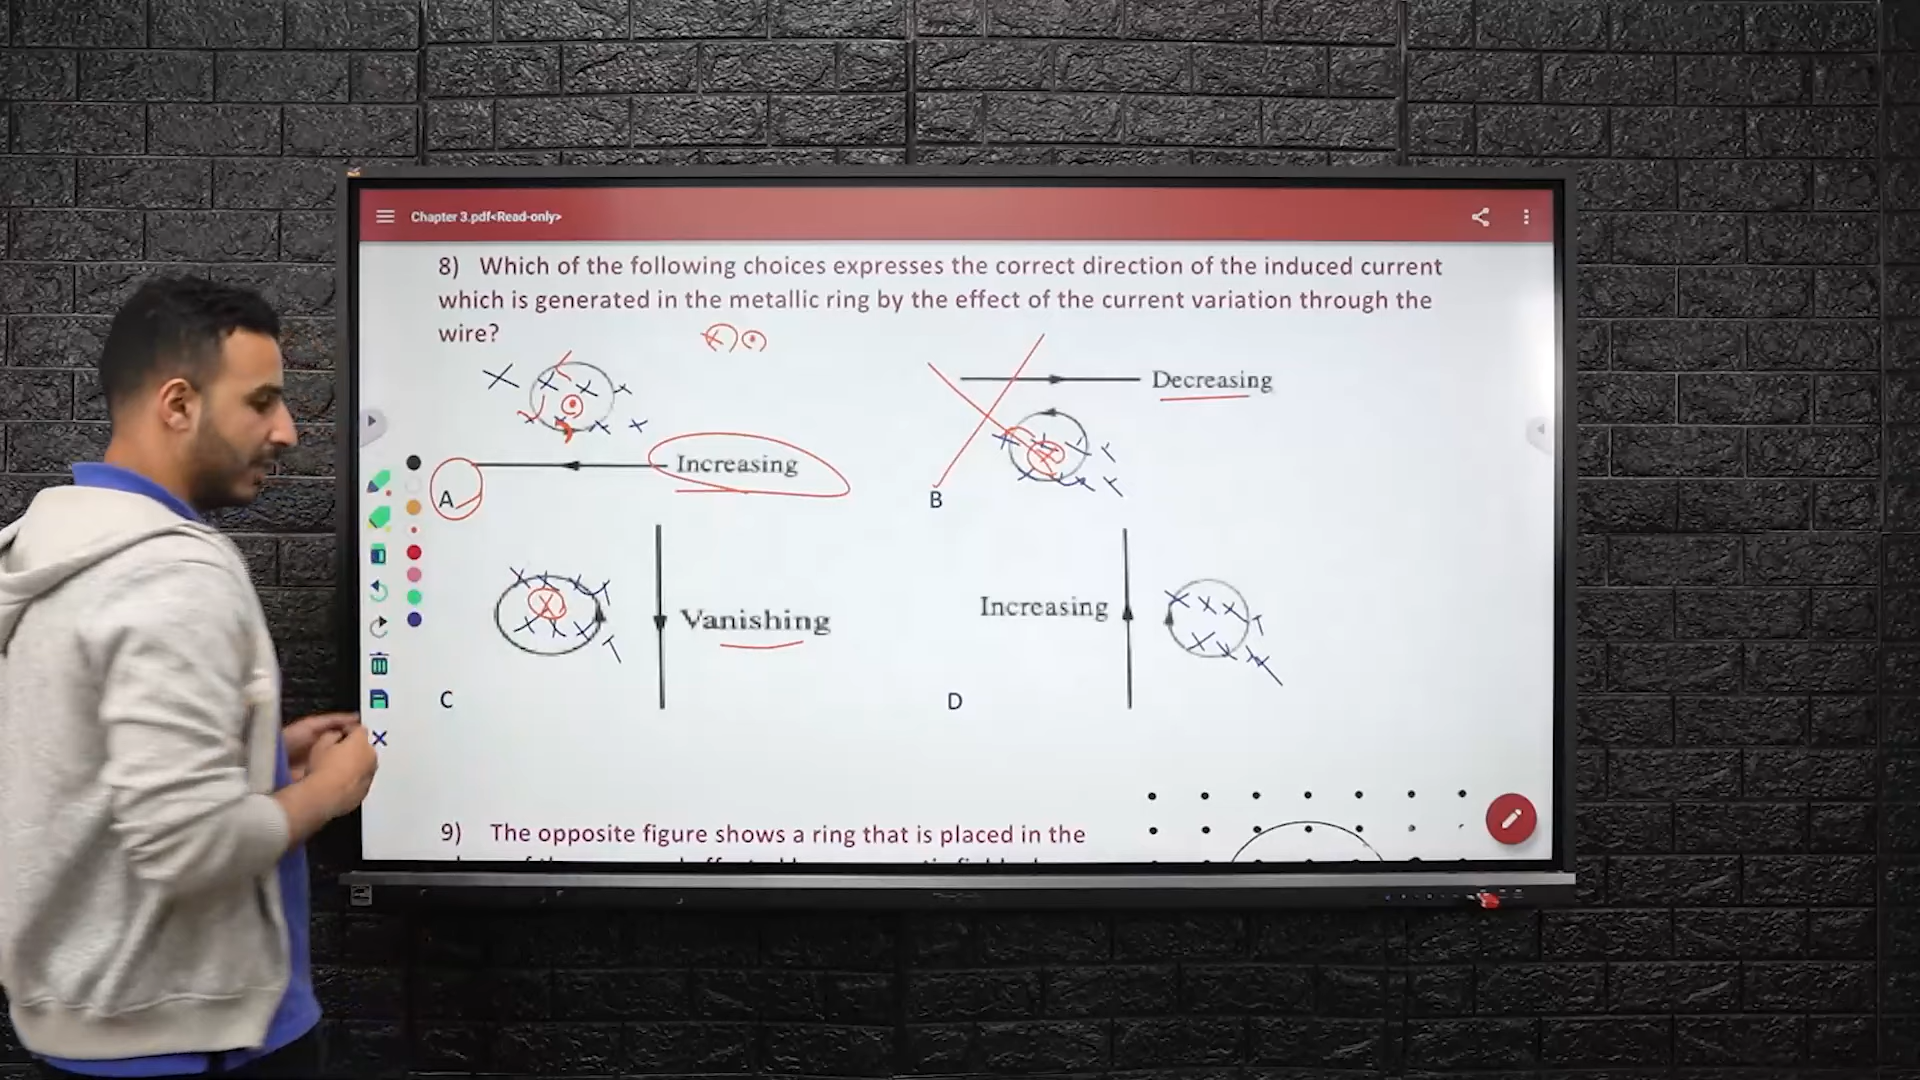 Chapter 3.pdf<Read-only>
8) Which of the following choices expresses the correct direction of the induced current
which is generated in the metallic ring by the effect of the current variation through the
wire?
Increasing
A
Decreasing
B
Vanishing
C
Increasing
D
9) The opposite figure shows a ring that is placed in the